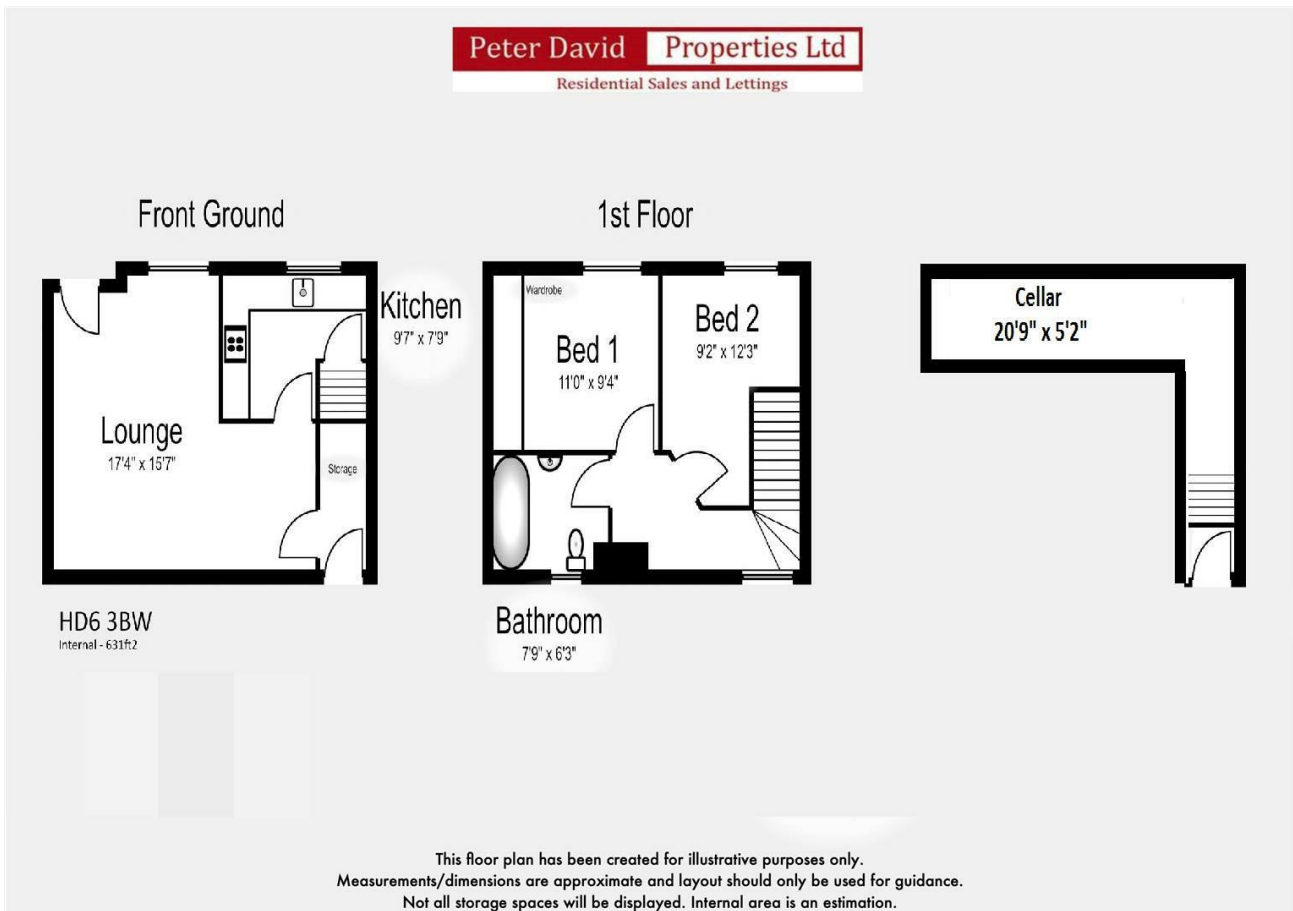 Peter David Properties Ltd
Residential Sales and Lettings
Front Ground
1st Floor
Kitchen
9'7" x 7'9"
Lounge
17'4" x 15'7"
Storage
Wardrobe
Bed 1
11'0" x 9'4"
Bed 2
9'2" x 12'3"
Cellar
20'9" x 5'2"
HD6 3BW
Internal - 631ft2
Bathroom
7'9" x 6'3"
This floor plan has been created for illustrative purposes only.
Measurements/dimensions are approximate and layout should only be used for guidance.
Not all storage spaces will be displayed. Internal area is an estimation.